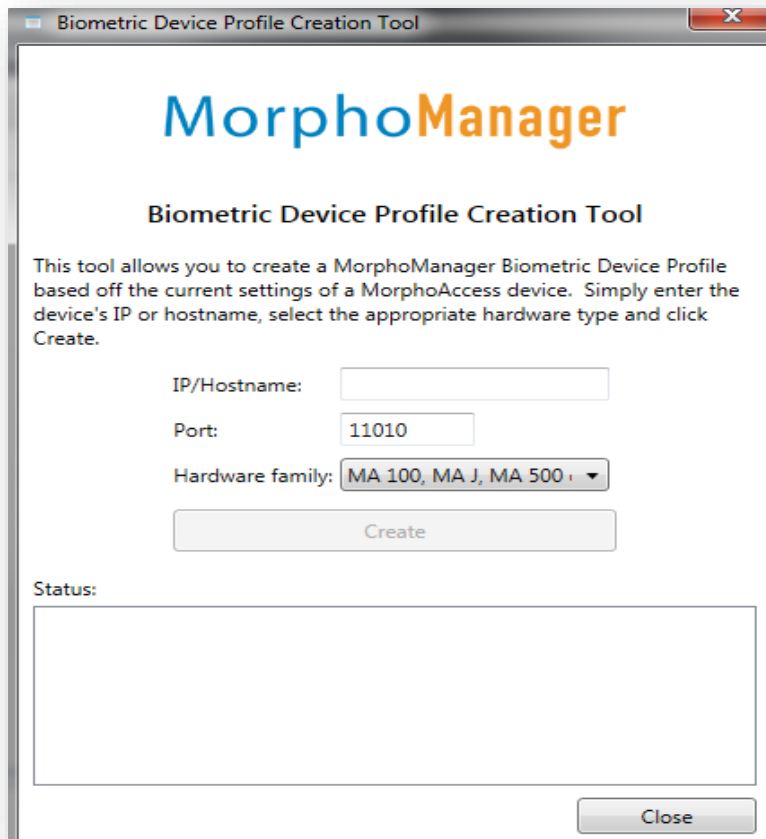 Biometric Device Profile Creation Tool
MorphoManager
Biometric Device Profile Creation Tool
This tool allows you to create a MorphoManager Biometric Device Profile
based off the current settings of a MorphoAccess device.  Simply enter the
device's IP or hostname, select the appropriate hardware type and click
Create.
IP/Hostname:
Port: 11010
Hardware family: MA 100, MA J, MA 500
Create
Status:
Close